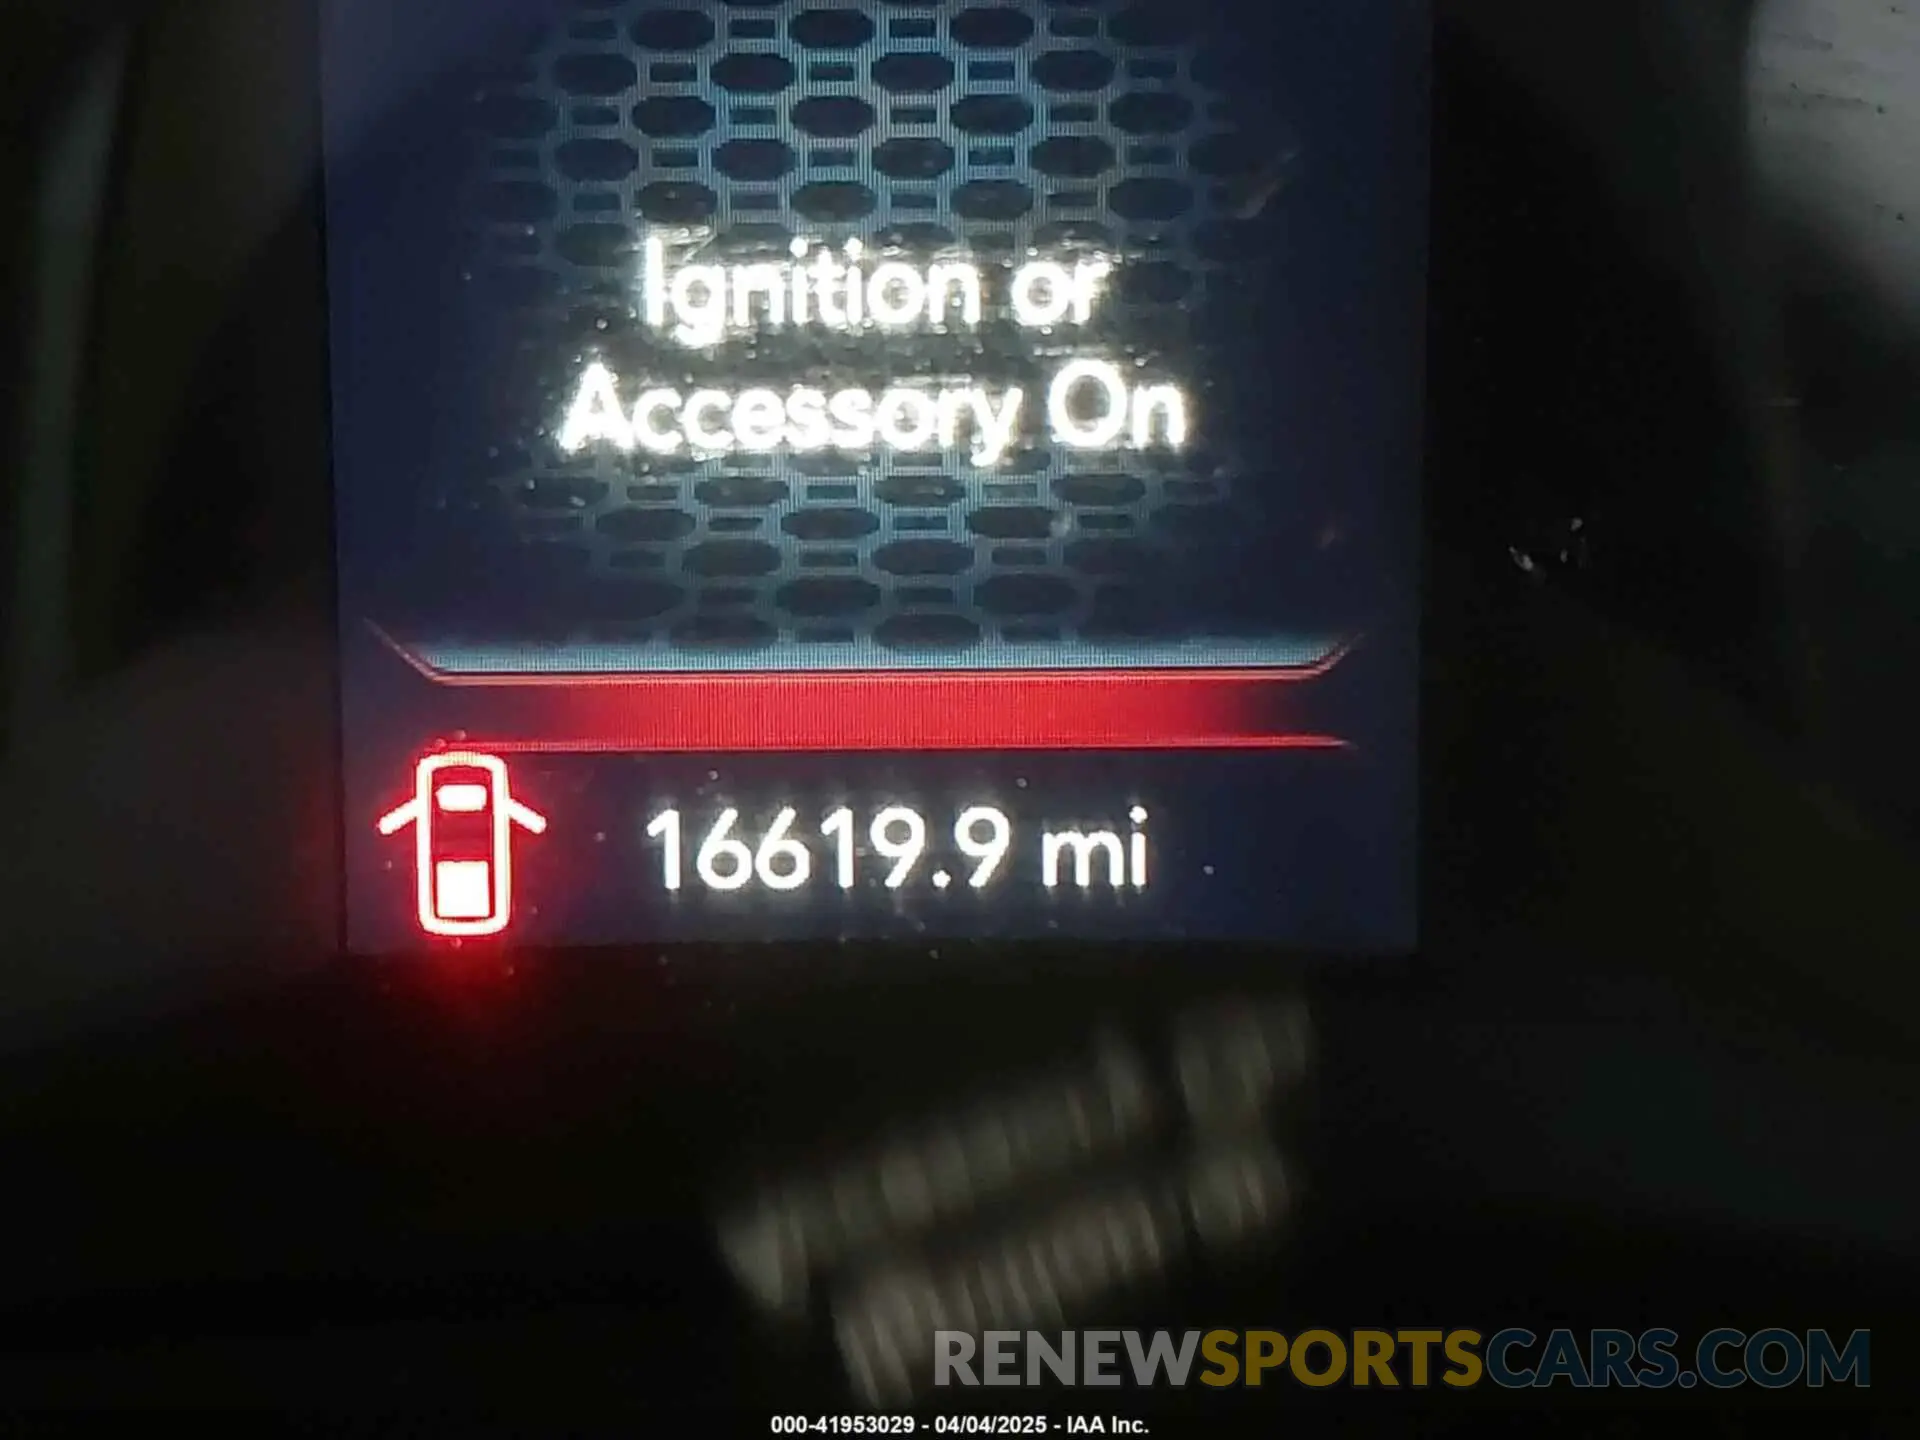 Ignition or
Accessory On
16619.9 mi
RENEWSPORTSCARS.COM
000-41953029 - 04/04/2025 - IAA Inc.